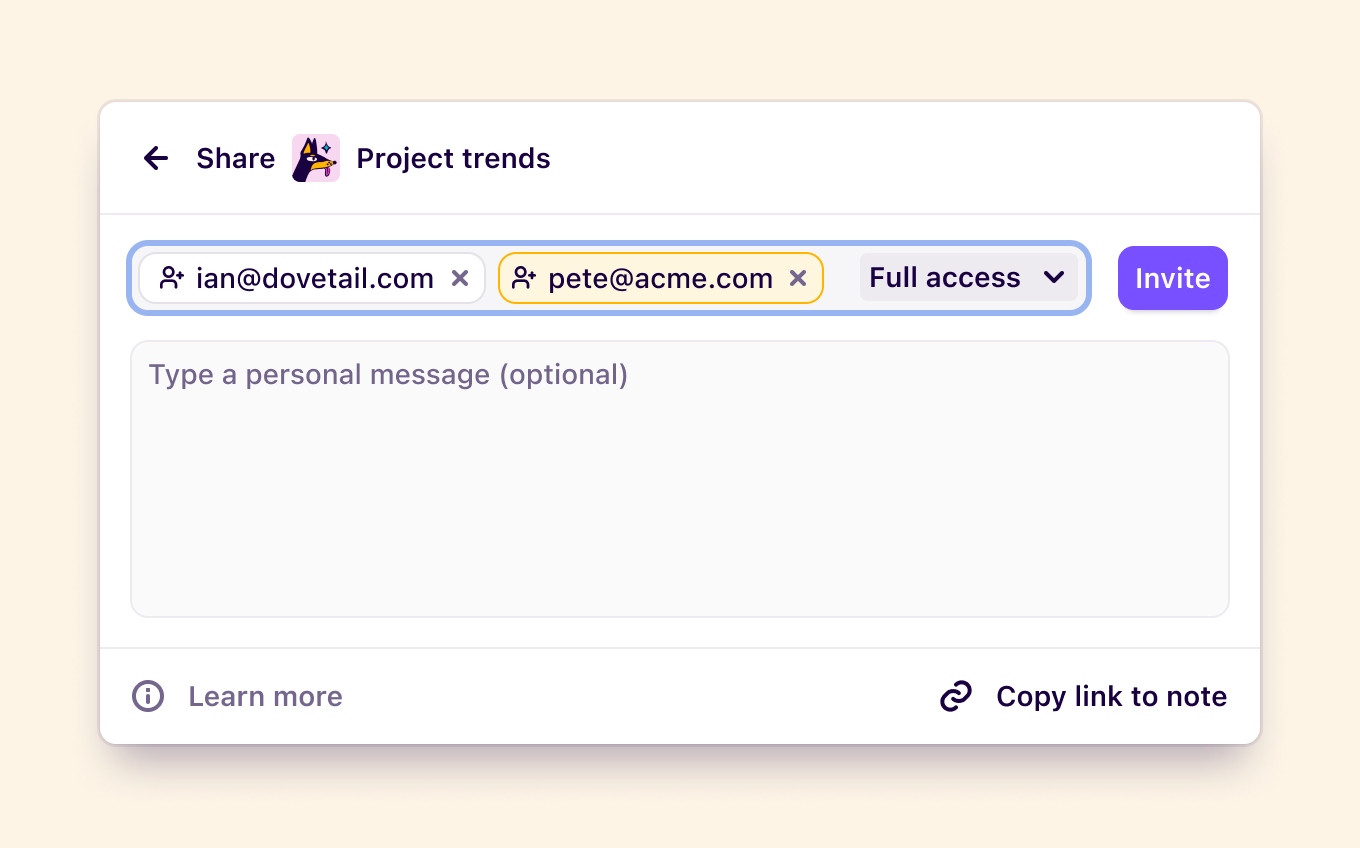 Share Project trends
ian@dovetail.com pete@acme.com Full access Invite
Type a personal message (optional)
Learn more Copy link to note